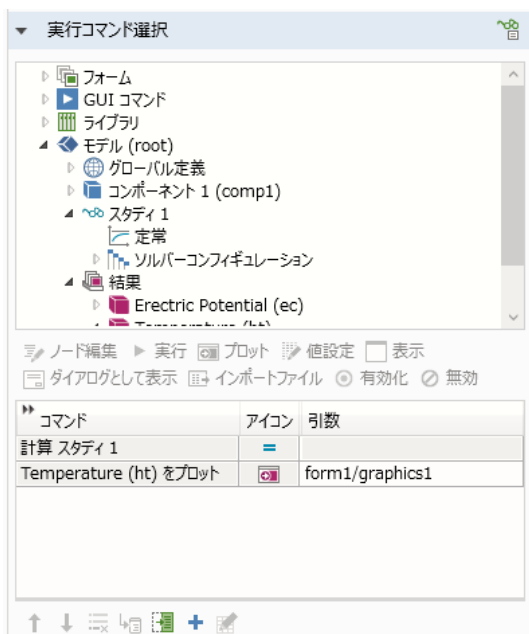 実行コマンド選択
フォーム
GUI コマンド
ライブラリ
モデル (root)
グローバル定義
コンポーネント 1 (comp1)
スタディ 1
定常
ソルバーコンフィギュレーション
結果
Erectric Potential (ec)
Temperature (ht)
ノード編集 実行 プロット 値設定 表示
ダイアログとして表示 インポートファイル 有効化 無効
コマンド アイコン 引数
計算 スタディ 1 =
Temperature (ht) をプロット form1/graphics1